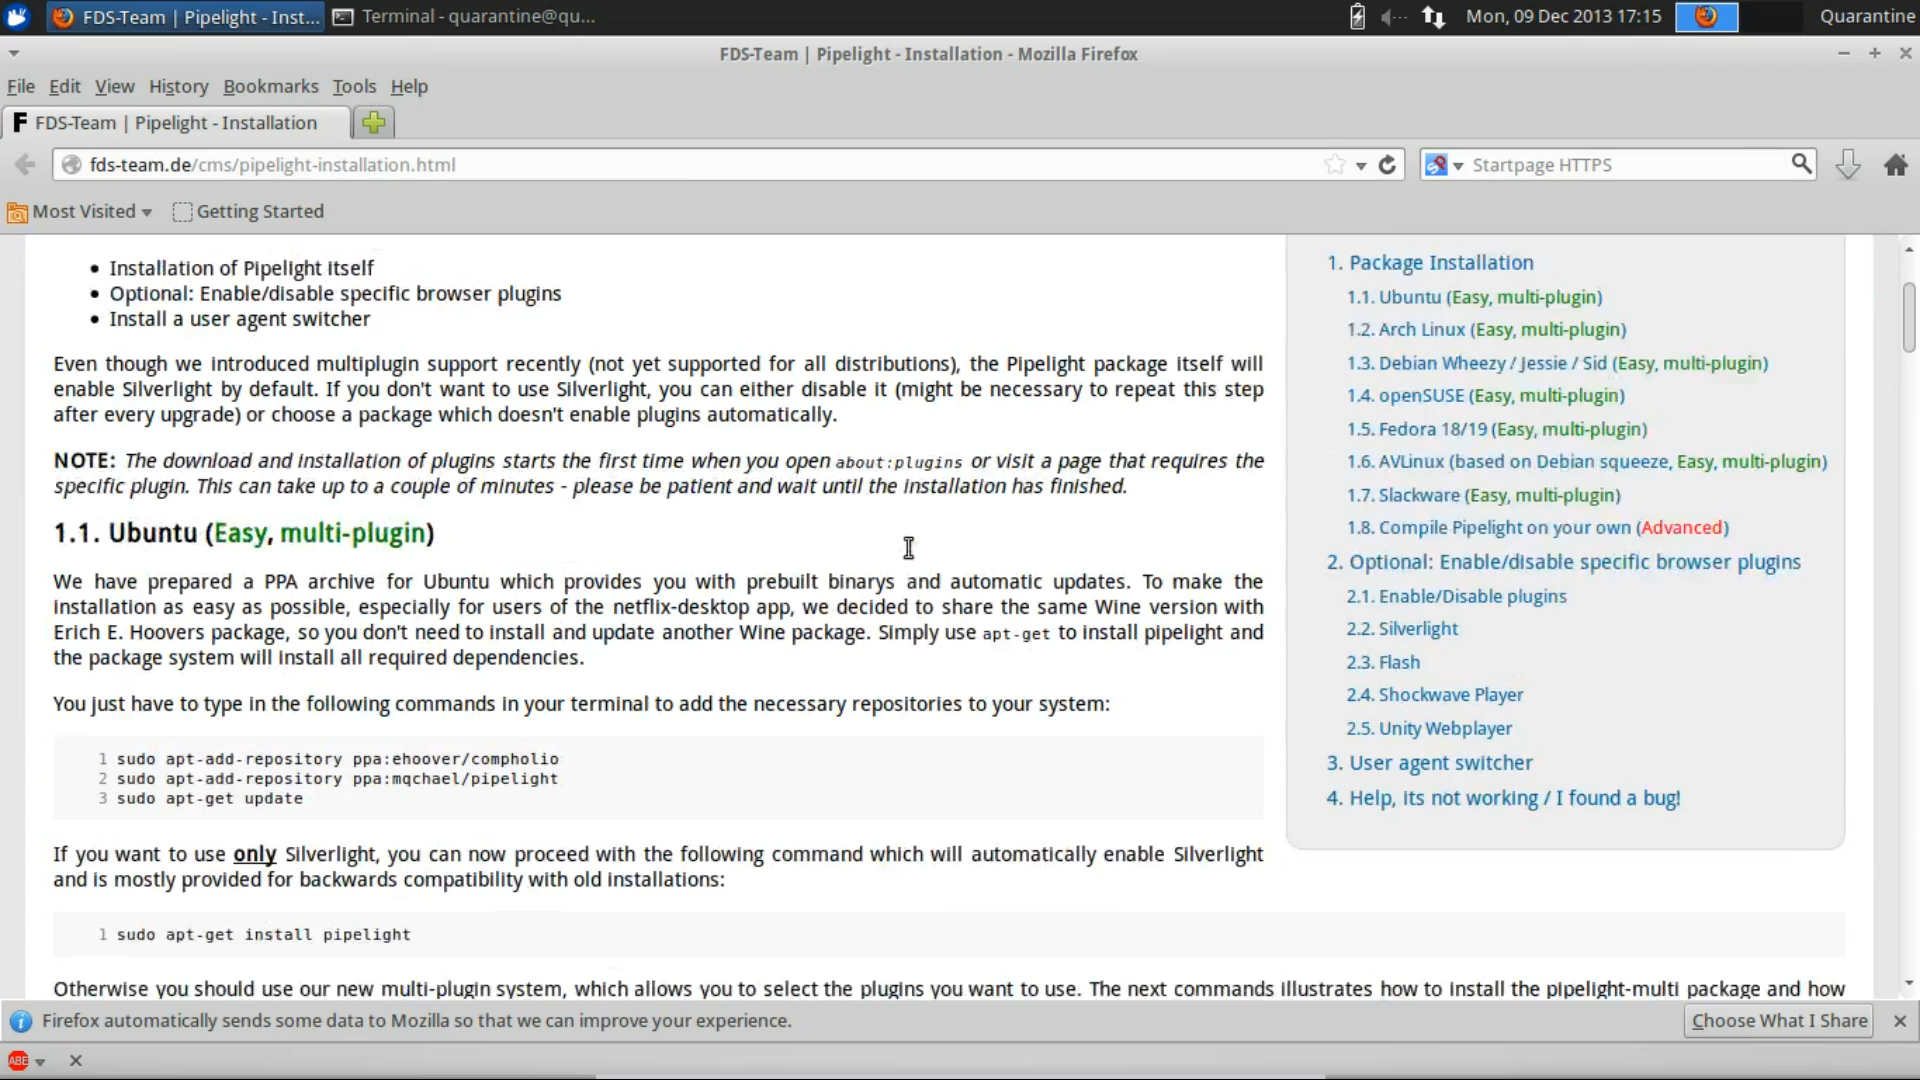 FDS-Team | Pipelight - Inst...
Terminal - quarantine@qu...
Mon, 09 Dec 2013 17:15
Quarantine
FDS-Team | Pipelight - Installation - Mozilla Firefox
File Edit View History Bookmarks Tools Help
F FDS-Team | Pipelight - Installation
fds-team.de/cms/pipelight-installation.html
Startpage HTTPS
Most Visited
Getting Started
• Installation of Pipelight itself
• Optional: Enable/disable specific browser plugins
• Install a user agent switcher
Even though we introduced multiplugin support recently (not yet supported for all distributions), the Pipelight package itself will
enable Silverlight by default. If you don't want to use Silverlight, you can either disable it (might be necessary to repeat this step
after every upgrade) or choose a package which doesn't enable plugins automatically.
NOTE: The download and installation of plugins starts the first time when you open about:plugins or visit a page that requires the
specific plugin. This can take up to a couple of minutes - please be patient and wait until the installation has finished.
1.1. Ubuntu (Easy, multi-plugin)
We have prepared a PPA archive for Ubuntu which provides you with prebuilt binarys and automatic updates. To make the
installation as easy as possible, especially for users of the netflix-desktop app, we decided to share the same Wine version with
Erich E. Hoovers package, so you don't need to install and update another Wine package. Simply use apt-get to install pipelight and
the package system will install all required dependencies.
You just have to type in the following commands in your terminal to add the necessary repositories to your system:
1 sudo apt-add-repository ppa:ehoover/compholio
2 sudo apt-add-repository ppa:mqchael/pipelight
3 sudo apt-get update
If you want to use only Silverlight, you can now proceed with the following command which will automatically enable Silverlight
and is mostly provided for backwards compatibility with old installations:
1 sudo apt-get install pipelight
Otherwise you should use our new multi-plugin system, which allows you to select the plugins you want to use. The next commands illustrates how to install the pipelight-multi package and how
1. Package Installation
1.1. Ubuntu (Easy, multi-plugin)
1.2. Arch Linux (Easy, multi-plugin)
1.3. Debian Wheezy / Jessie / Sid (Easy, multi-plugin)
1.4. openSUSE (Easy, multi-plugin)
1.5. Fedora 18/19 (Easy, multi-plugin)
1.6. AVLinux (based on Debian squeeze, Easy, multi-plugin)
1.7. Slackware (Easy, multi-plugin)
1.8. Compile Pipelight on your own (Advanced)
2. Optional: Enable/disable specific browser plugins
2.1. Enable/Disable plugins
2.2. Silverlight
2.3. Flash
2.4. Shockwave Player
2.5. Unity Webplayer
3. User agent switcher
4. Help, its not working / I found a bug!
Firefox automatically sends some data to Mozilla so that we can improve your experience.
Choose What I Share
ABE